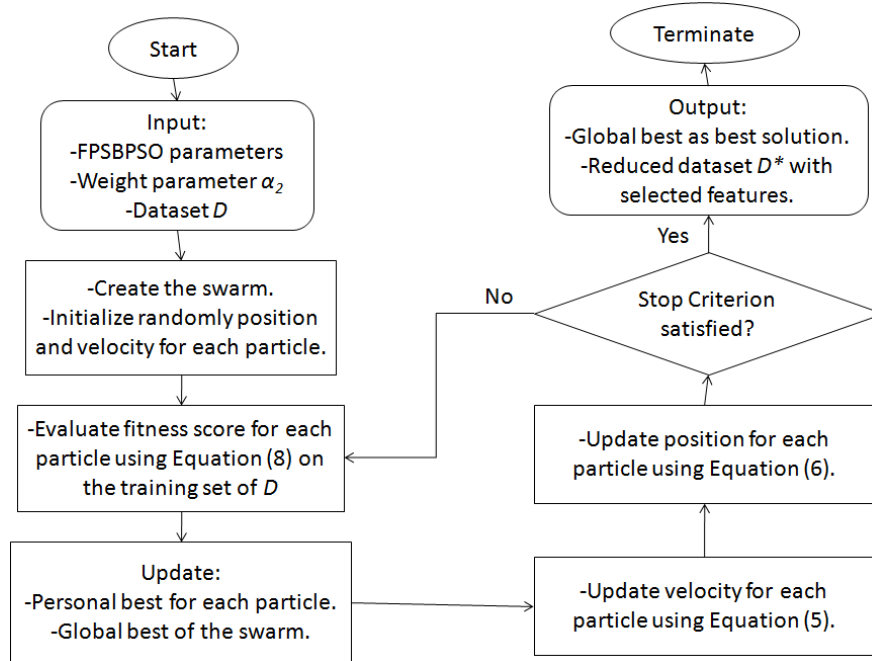 Start
Input:
-FPSBPSO parameters
-Weight parameter α₂
-Dataset D
-Create the swarm.
-Initialize randomly position
and velocity for each particle.
-Evaluate fitness score for each
particle using Equation (8) on
the training set of D
Update:
-Personal best for each particle.
-Global best of the swarm.
-Update velocity for each
particle using Equation (5).
-Update position for each
particle using Equation (6).
Stop Criterion
satisfied?
No
Yes
Output:
-Global best as best solution.
-Reduced dataset D* with
selected features.
Terminate